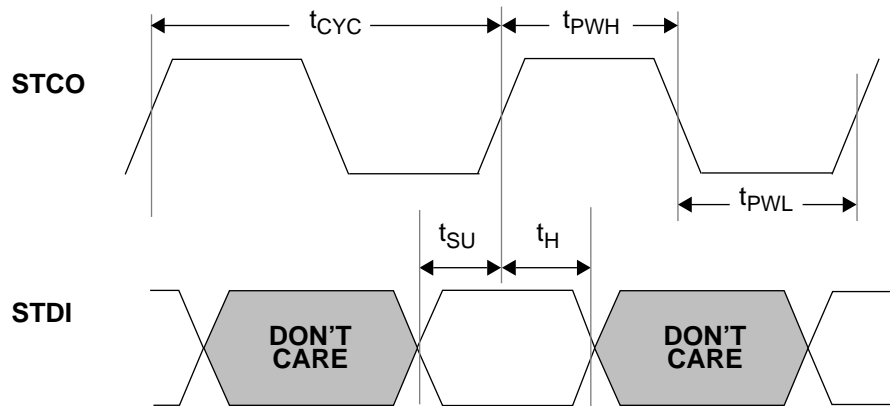 tCYC
tPWH
STCO
tPWL
tSU
tH
STDI
DON'T
CARE
DON'T
CARE